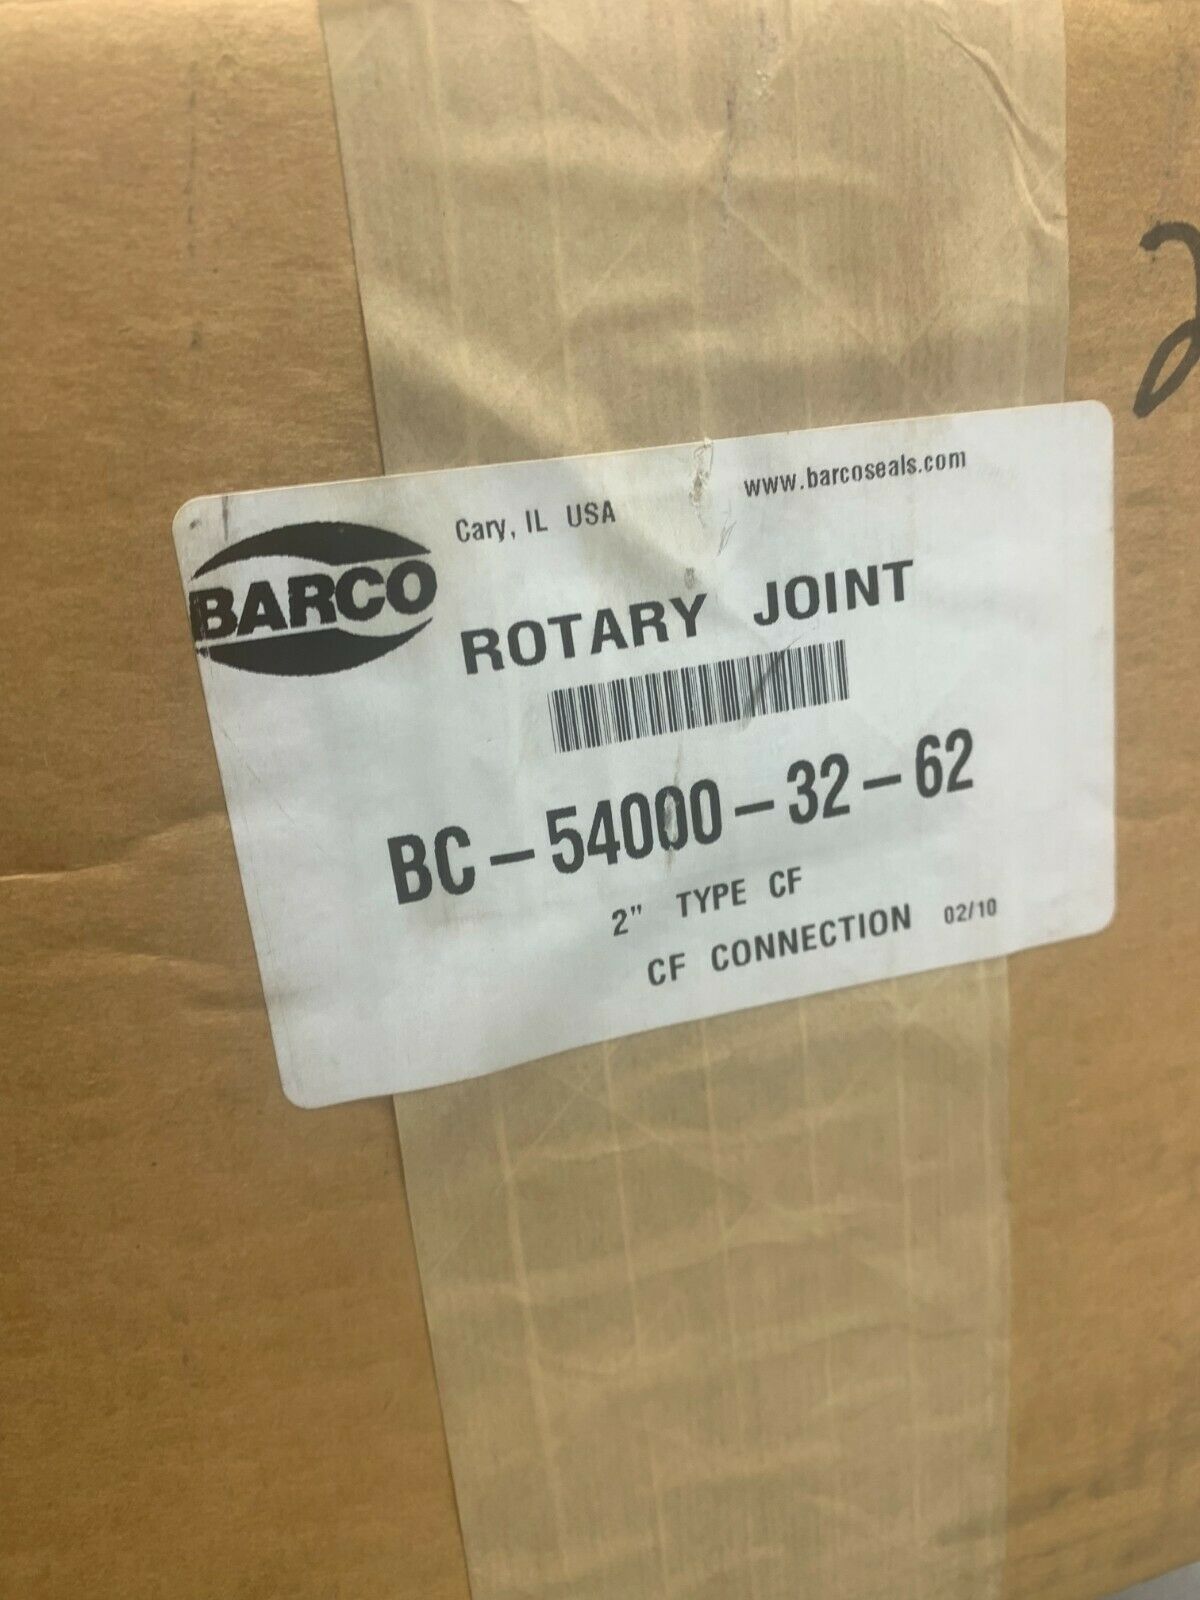 Cary, IL USA www.barcoseals.com
BARCO
ROTARY JOINT
BC-54000-32-62
2" TYPE CF
CF CONNECTION 02/10
2